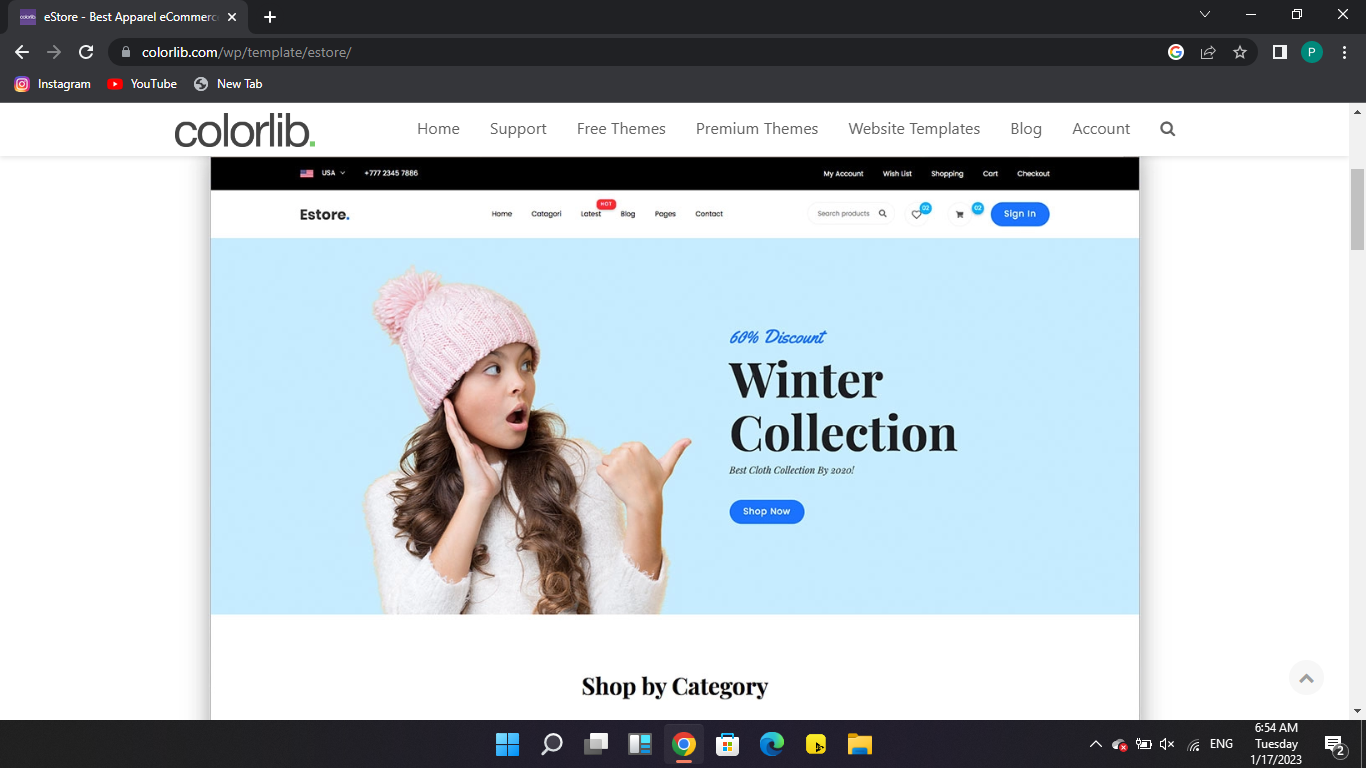 colorlib
eStore - Best Apparel eCommerc
colorlib.com/wp/template/estore/
P
Instagram
YouTube
New Tab
colorlib.
Home
Support
Free Themes
Premium Themes
Website Templates
Blog
Account
USA
+777 2345 7886
My Account
Wish List
Shopping
Cart
Checkout
Estore.
Home
Catagori
Latest
HOT
Blog
Pages
Contact
Search products
02
02
Sign In
60% Discount
Winter
Collection
Best Cloth Collection By 2020!
Shop Now
Shop by Category
ENG
6:54 AM
Tuesday
1/17/2023
2